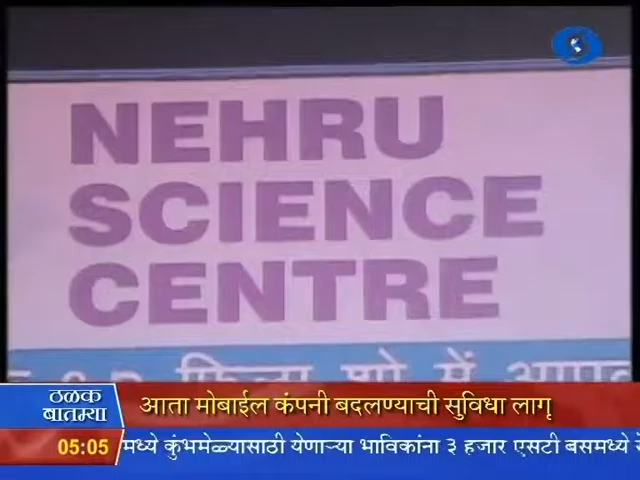 NEHRU
SCIENCE
CENTRE
ठळक
बातम्या
आता मोबाईल कंपनी बदलण्याची सुविधा लागू
05:05
मध्ये कुंभमेळ्यासाठी येणाऱ्या भाविकांना ३ हजार एसटी बसमध्ये